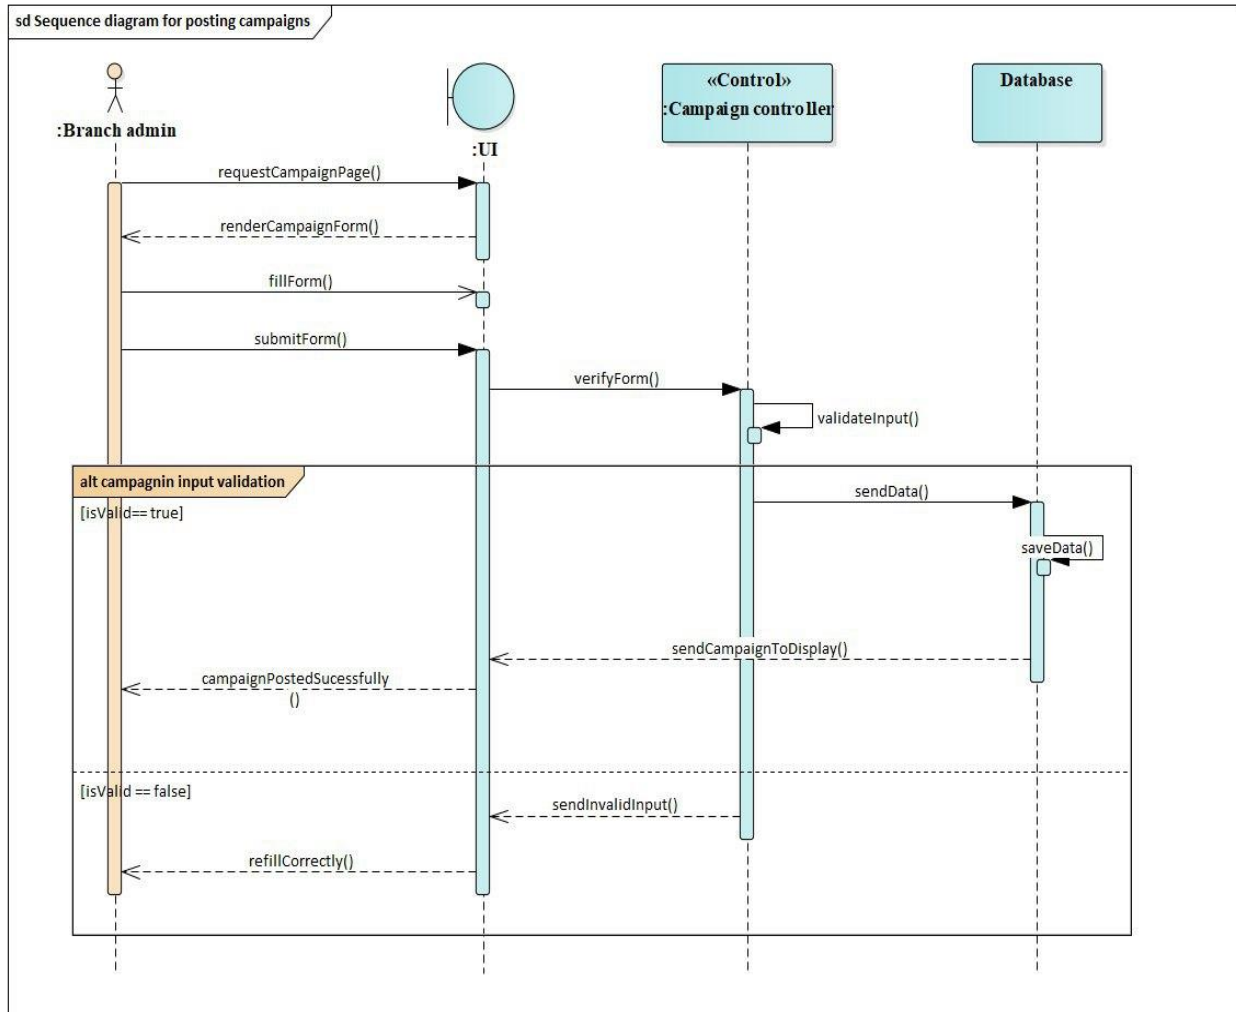 sd Sequence diagram for posting campaigns
:Branch admin
:UI
«Control»
:Campaign controller
Database
requestCampaignPage()
renderCampaignForm()
fillForm()
submitForm()
verifyForm()
validateInput()
alt campagnin input validation
[isValid== true]
sendData()
saveData()
sendCampaignToDisplay()
campaignPostedSucessfully
()
[isValid == false]
sendInvalidInput()
refillCorrectly()